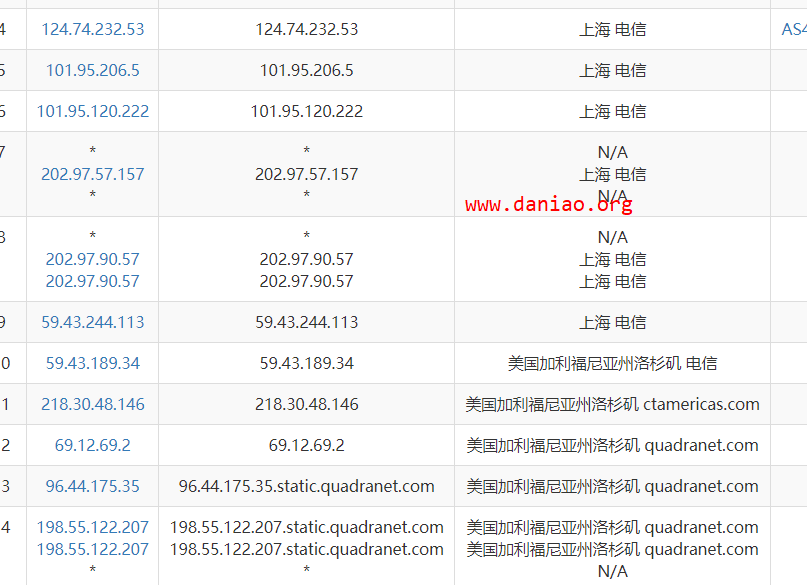 4 124.74.232.53 124.74.232.53 上海 电信 AS4
5 101.95.206.5 101.95.206.5 上海 电信
6 101.95.120.222 101.95.120.222 上海 电信
7 * * N/A
202.97.57.157 202.97.57.157 上海 电信
* * N/A
www.daniao.org
8 * * N/A
202.97.90.57 202.97.90.57 上海 电信
202.97.90.57 202.97.90.57 上海 电信
9 59.43.244.113 59.43.244.113 上海 电信
0 59.43.189.34 59.43.189.34 美国加利福尼亚州洛杉矶 电信
1 218.30.48.146 218.30.48.146 美国加利福尼亚州洛杉矶 ctamericas.com
2 69.12.69.2 69.12.69.2 美国加利福尼亚州洛杉矶 quadranet.com
3 96.44.175.35 96.44.175.35.static.quadranet.com 美国加利福尼亚州洛杉矶 quadranet.com
4 198.55.122.207 198.55.122.207.static.quadranet.com 美国加利福尼亚州洛杉矶 quadranet.com
198.55.122.207 198.55.122.207.static.quadranet.com 美国加利福尼亚州洛杉矶 quadranet.com
* * N/A